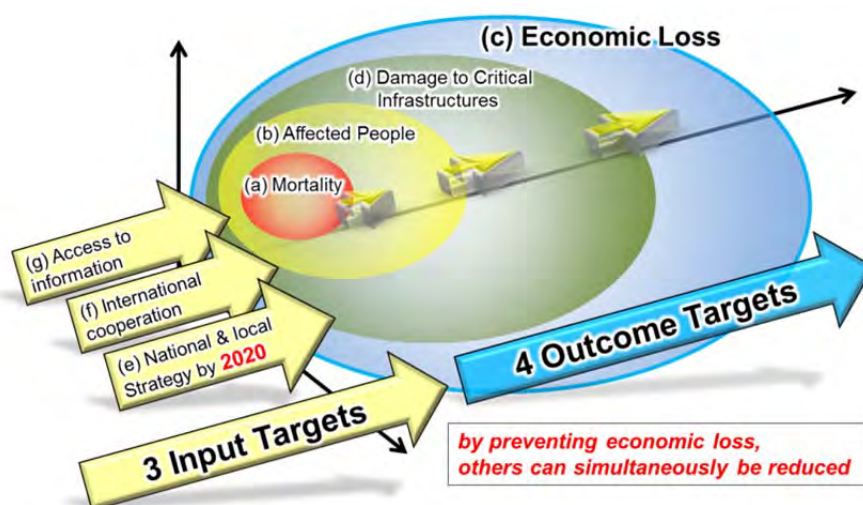 (c) Economic Loss
(d) Damage to Critical
Infrastructures
(b) Affected People
(a) Mortality
(g) Access to
information
(f) International
cooperation
(e) National & local
Strategy by 2020
3 Input Targets
4 Outcome Targets
by preventing economic loss,
others can simultaneously be reduced